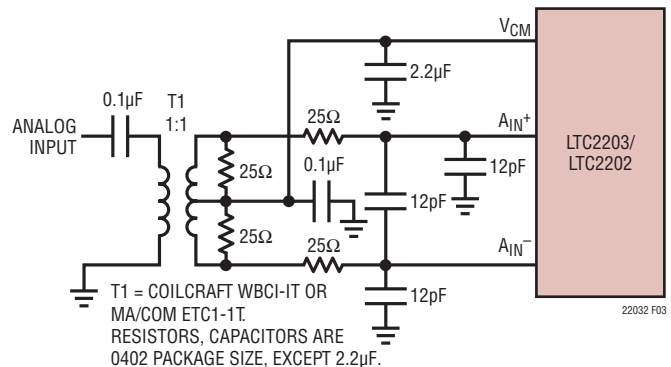 VCM
2.2µF
0.1µF
T1
1:1
ANALOG
INPUT
25Ω
AIN+
LTC2203/
LTC2202
12pF
25Ω
0.1µF
12pF
25Ω
25Ω
AIN−
12pF
T1 = COILCRAFT WBCI-IT OR
MA/COM ETC1-1T.
RESISTORS, CAPACITORS ARE
0402 PACKAGE SIZE, EXCEPT 2.2µF.
22032 F03